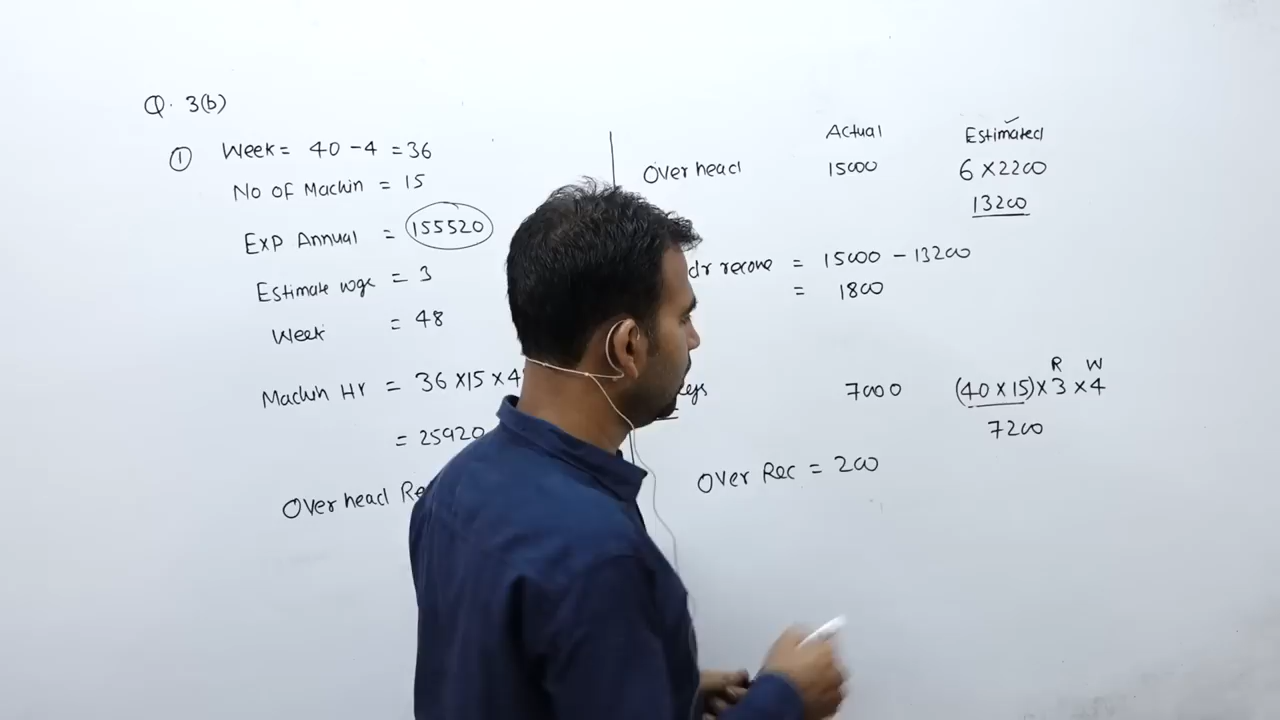 Q. 3(b)
① Week = 40 - 4 = 36
No of Machin = 15
Exp Annual = 155520
Estimate wge = 3
Week = 48
Machin Hr = 36 x 15 x 4
= 25920
Over head Re
Actual Estimated
Over head 15000 6 x 2200
13200
dr recove = 15000 - 13200
= 1800
R W
7000 (40 x 15) x 3 x 4
7200
Over Rec = 200